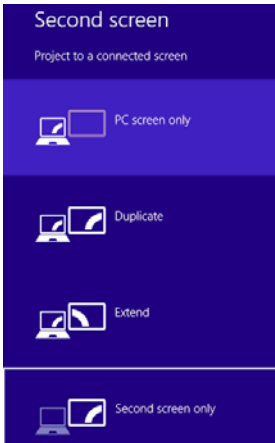 Second screen
Project to a connected screen
PC screen only
Duplicate
Extend
Second screen only